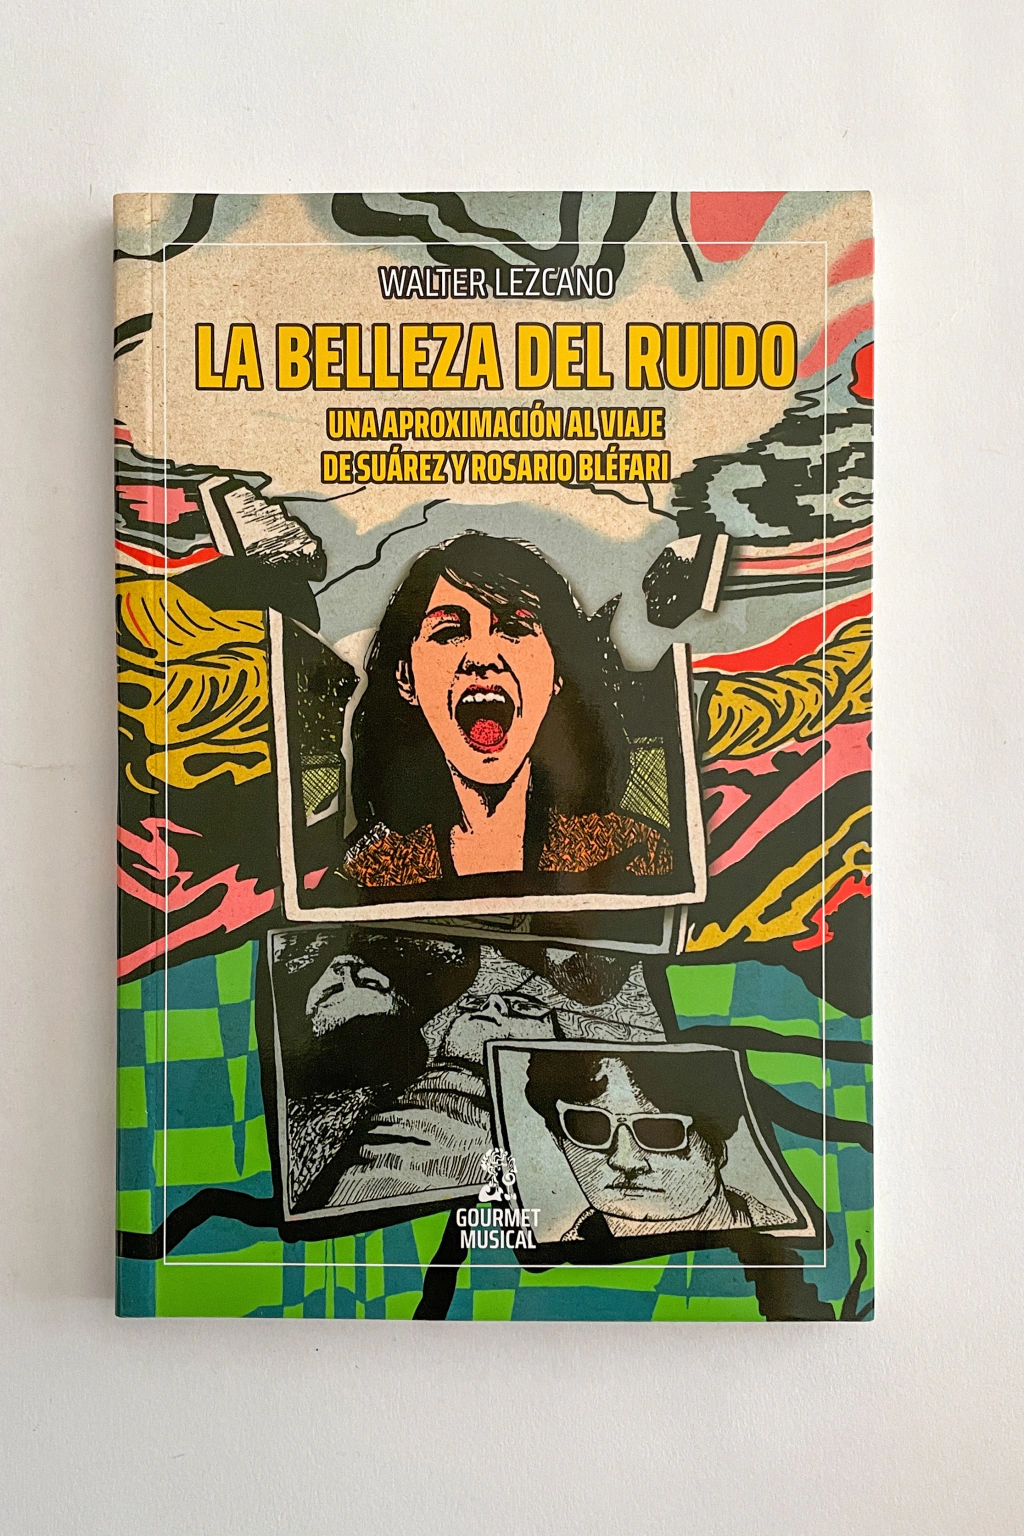 WALTER LEZCANO
LA BELLEZA DEL RUIDO
UNA APROXIMACIÓN AL VIAJE
DE SUÁREZ Y ROSARIO BLÉFARI
GOURMET
MUSICAL